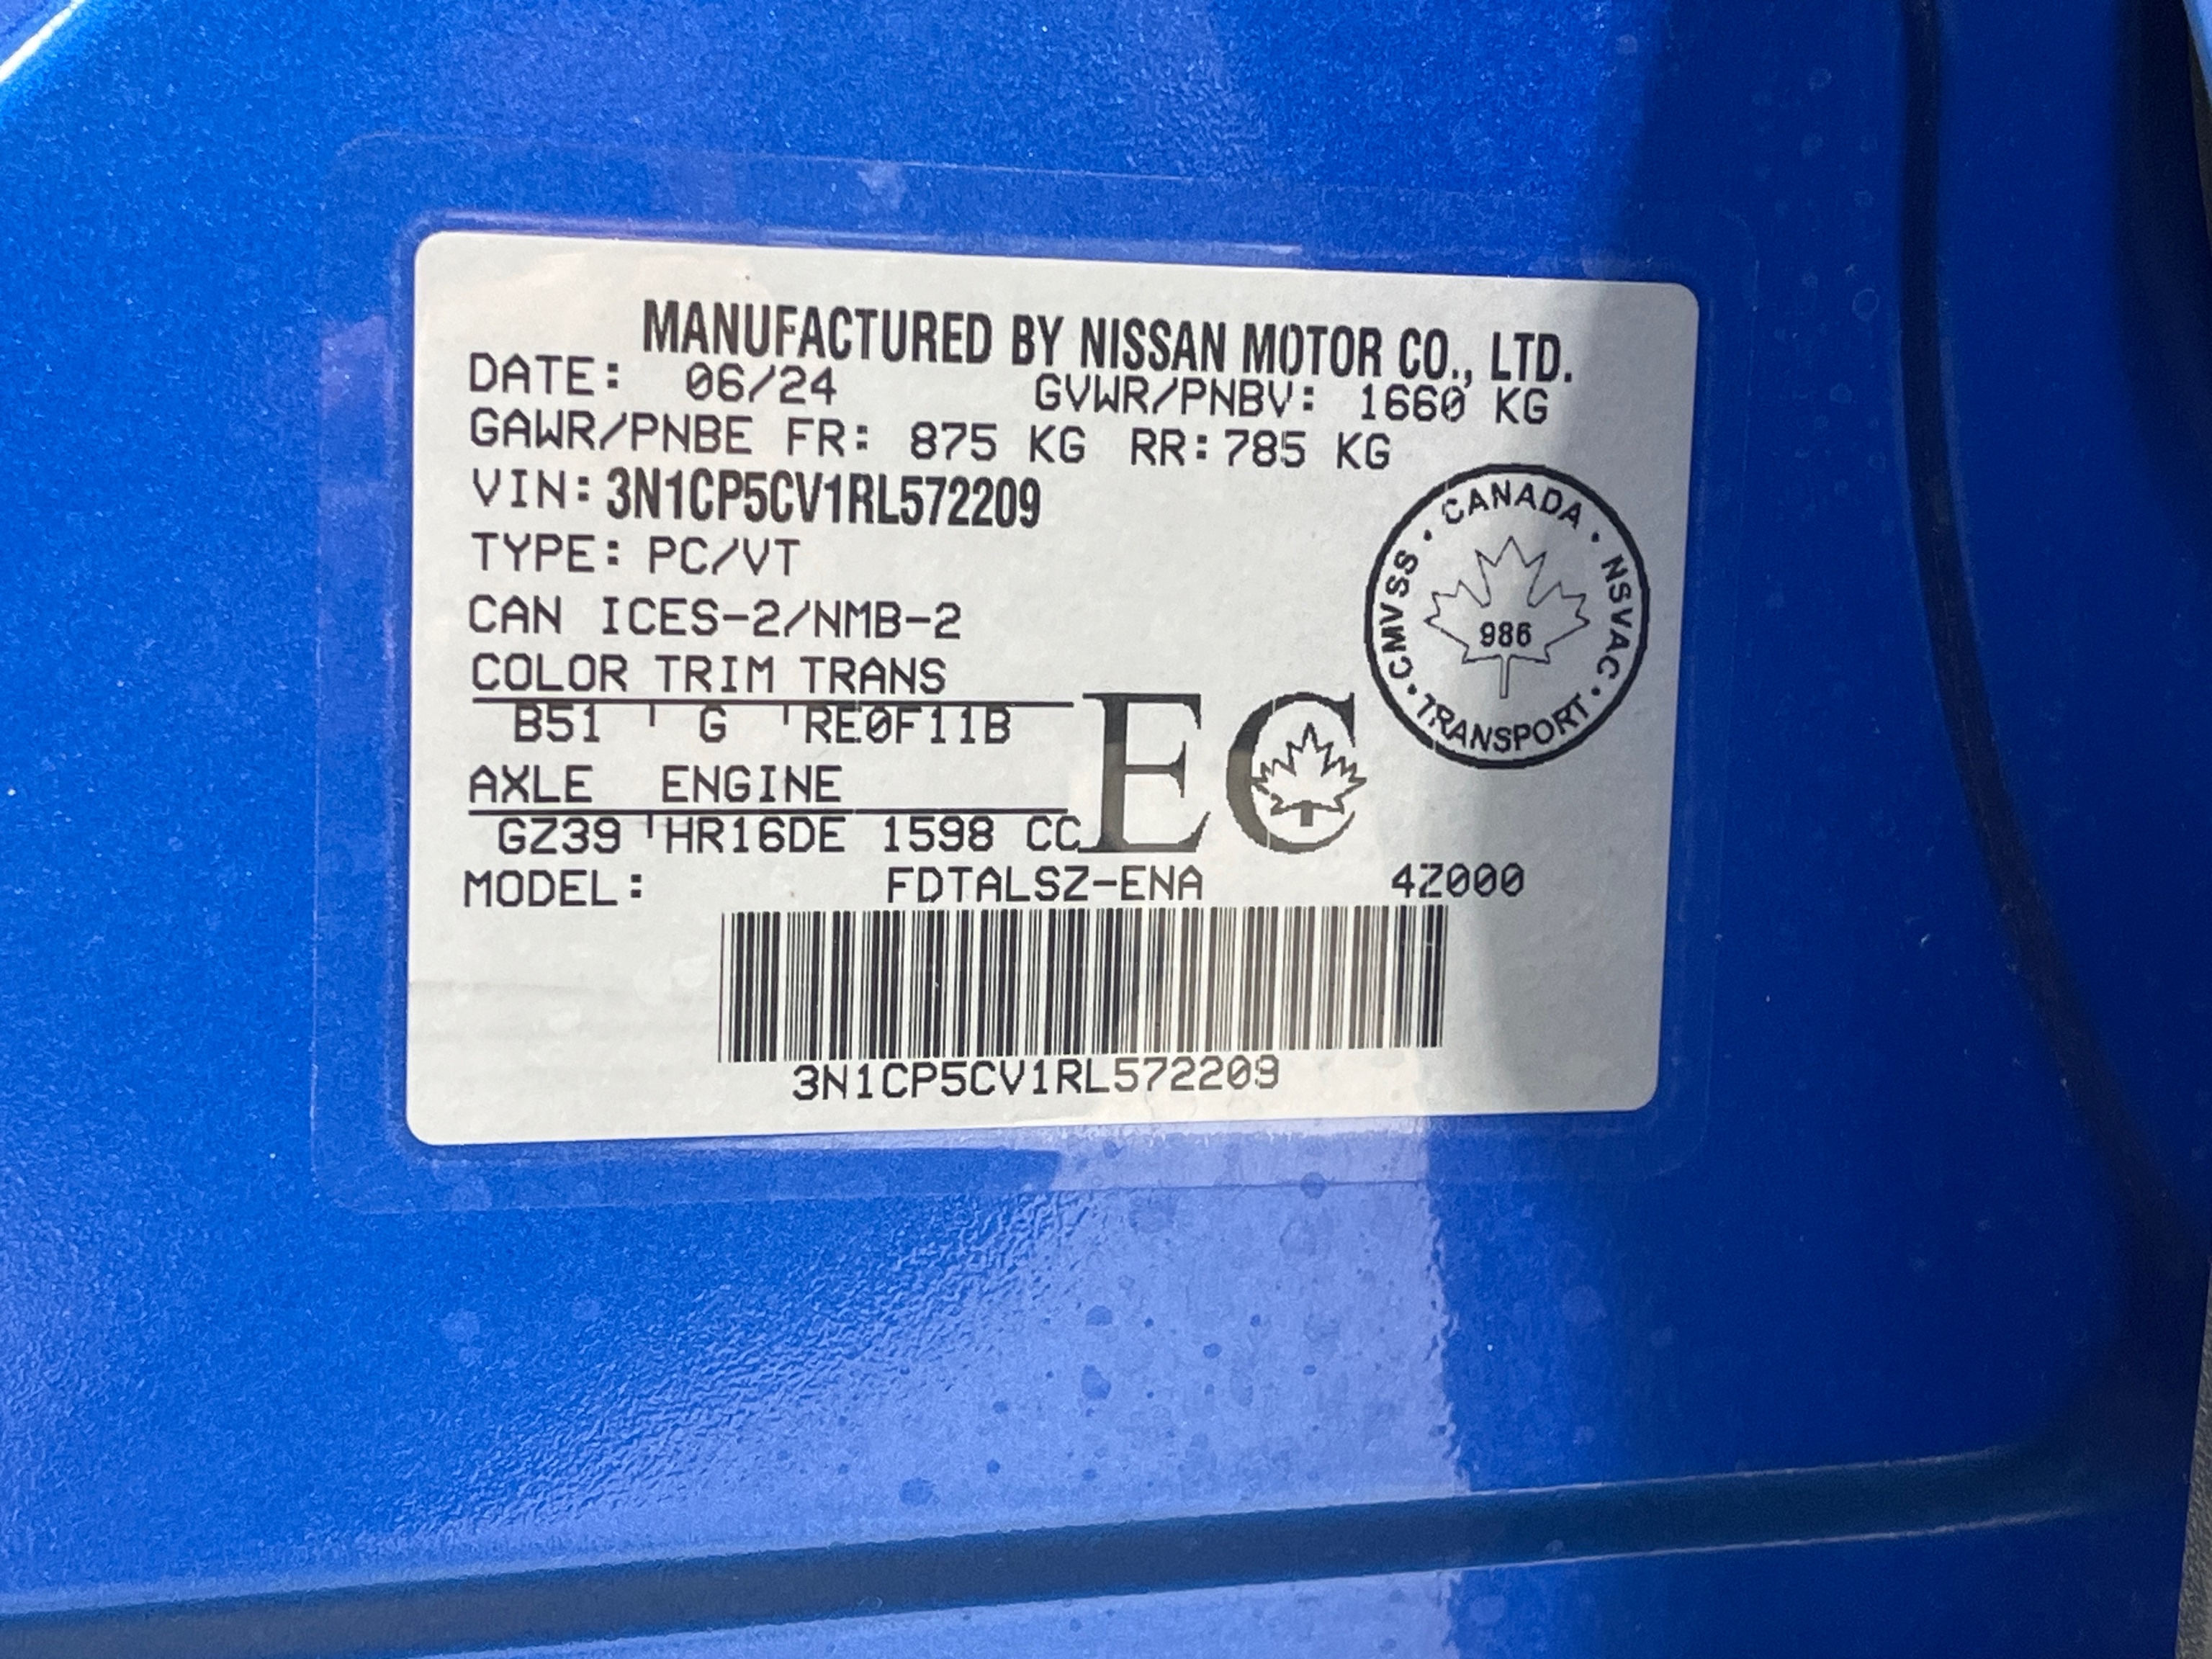 MANUFACTURED BY NISSAN MOTOR CO., LTD.
DATE: 06/24 GVWR/PNBV: 1660 KG
GAWR/PNBE FR: 875 KG RR: 785 KG
VIN: 3N1CP5CV1RL572209
TYPE: PC/VT
CAN ICES-2/NMB-2
COLOR TRIM TRANS
B51 G RE0F11B
AXLE ENGINE
GZ39 HR16DE 1598 CC
EC
CANADA · NSVAC · TRANSPORT · CMVSS ·
986
MODEL: FDTALSZ-ENA 4Z000
3N1CP5CV1RL572209